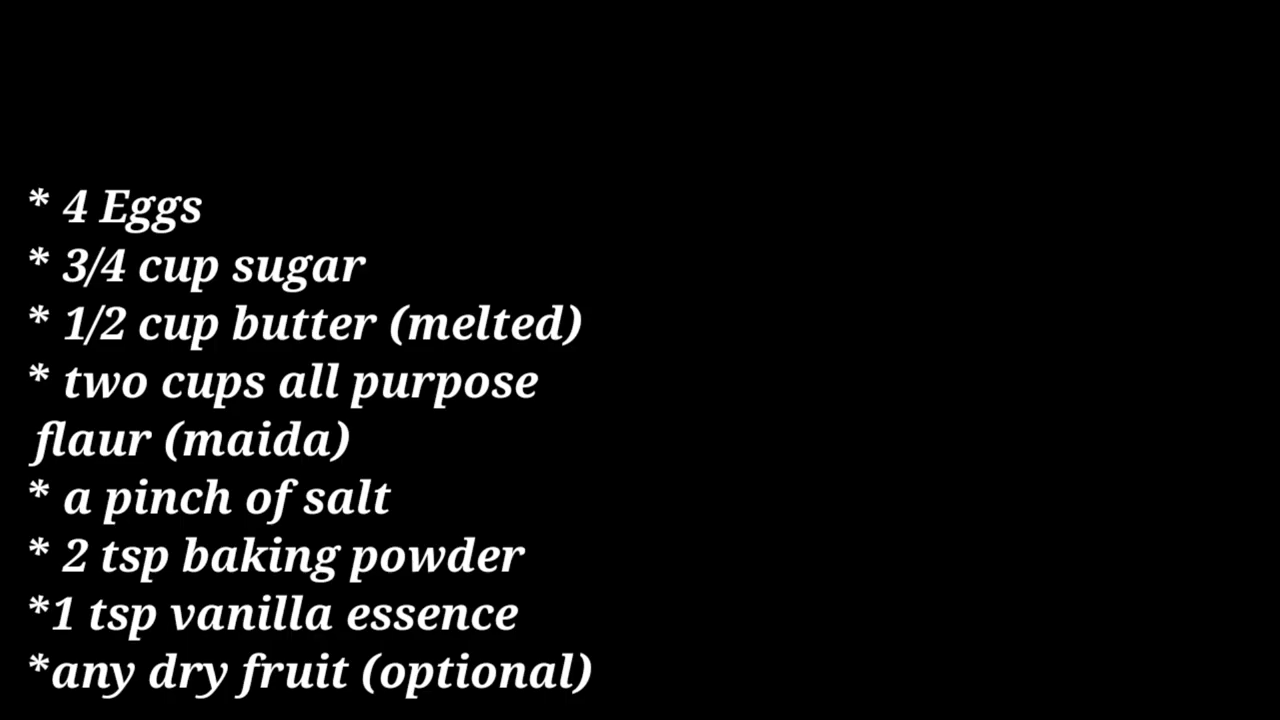 * 4 Eggs
* 3/4 cup sugar
* 1/2 cup butter (melted)
* two cups all purpose
flaur (maida)
* a pinch of salt
* 2 tsp baking powder
*1 tsp vanilla essence
*any dry fruit (optional)